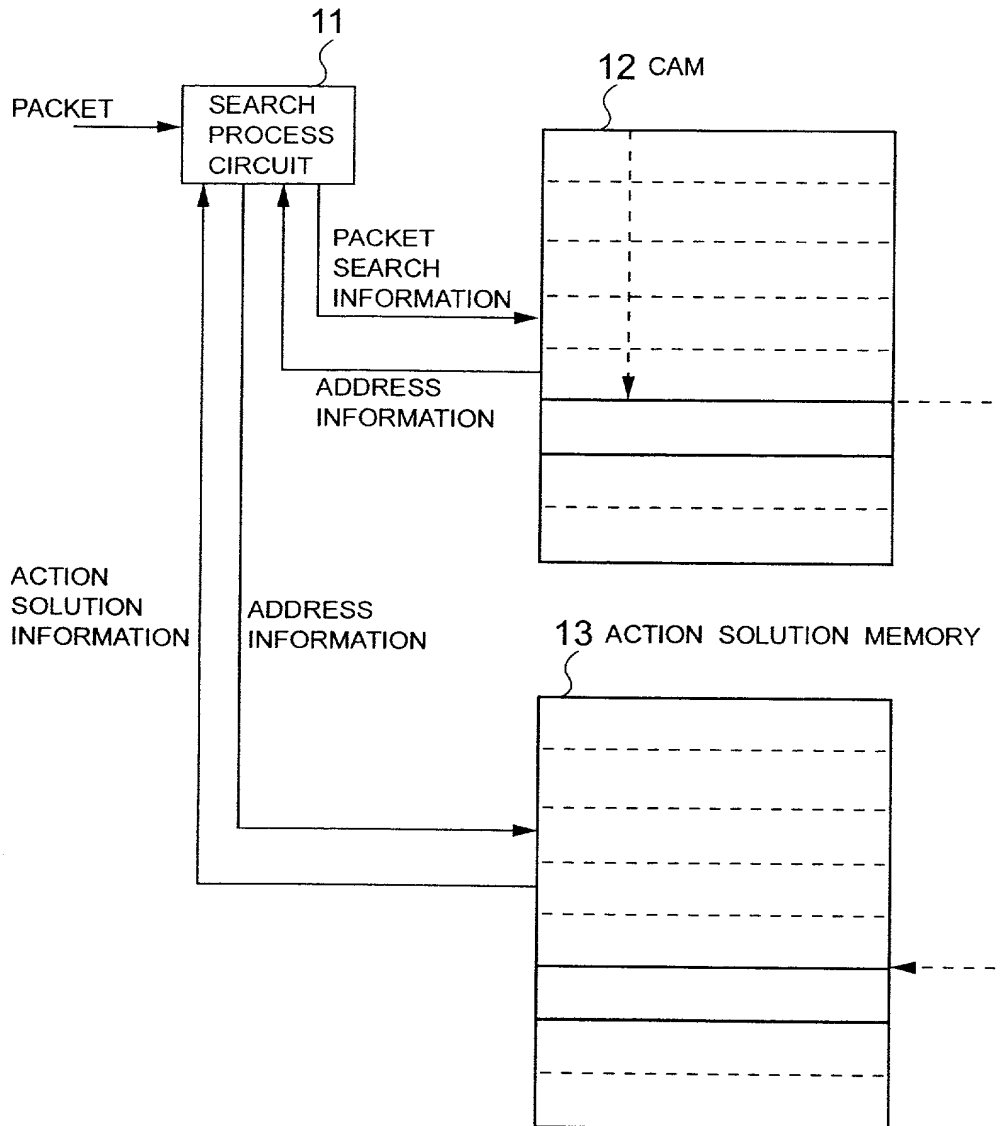 11
12 CAM
PACKET
SEARCH
PROCESS
CIRCUIT
PACKET
SEARCH
INFORMATION
ADDRESS
INFORMATION
ACTION
SOLUTION
INFORMATION
ADDRESS
INFORMATION
13 ACTION SOLUTION MEMORY